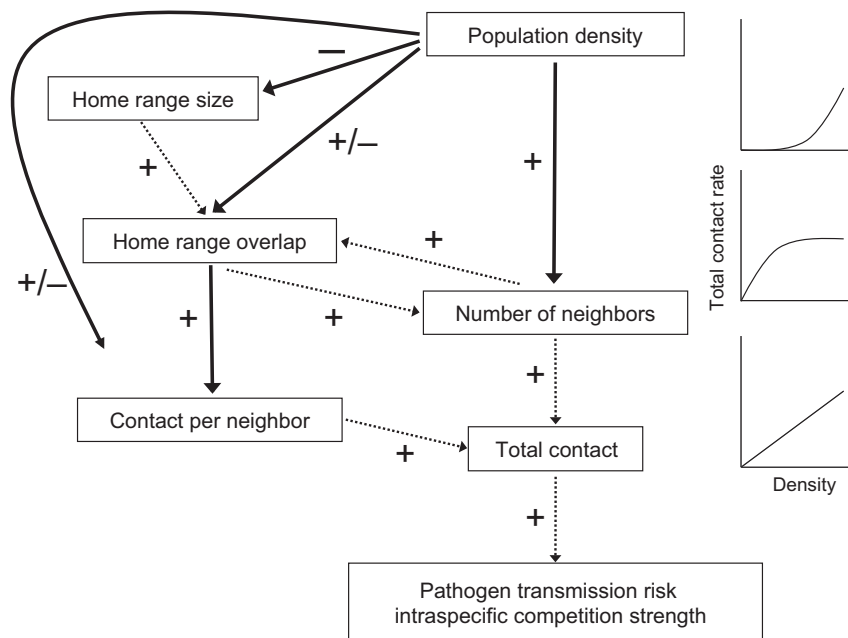 Population density
–
Home range size
+/–
+
+
Home range overlap
+
+/–
+
+
Number of neighbors
+
Contact per neighbor
+
Total contact
+
Pathogen transmission risk
intraspecific competition strength
Total contact rate
Density